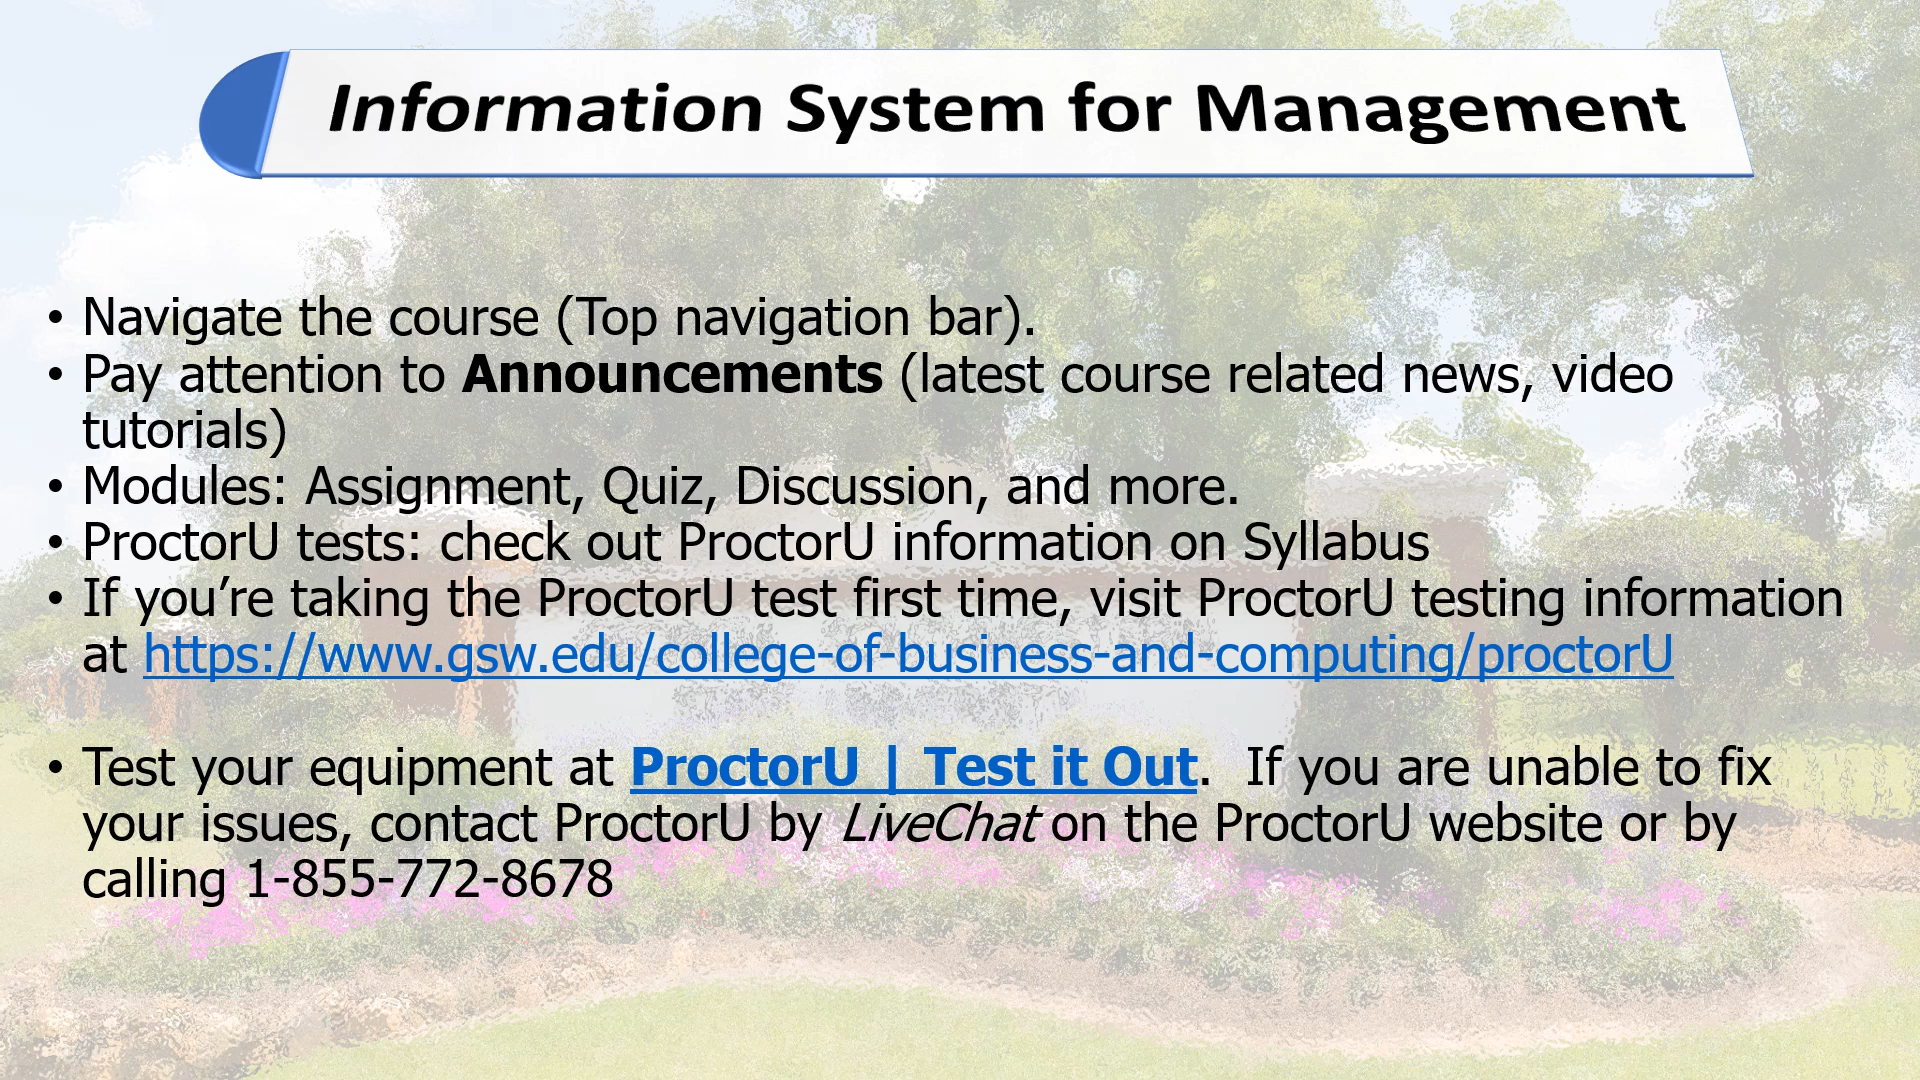 Information System for Management
• Navigate the course (Top navigation bar).
• Pay attention to Announcements (latest course related news, video
tutorials)
• Modules: Assignment, Quiz, Discussion, and more.
• ProctorU tests: check out ProctorU information on Syllabus
• If you’re taking the ProctorU test first time, visit ProctorU testing information
at https://www.gsw.edu/college-of-business-and-computing/proctorU
• Test your equipment at ProctorU | Test it Out.  If you are unable to fix
your issues, contact ProctorU by LiveChat on the ProctorU website or by
calling 1-855-772-8678